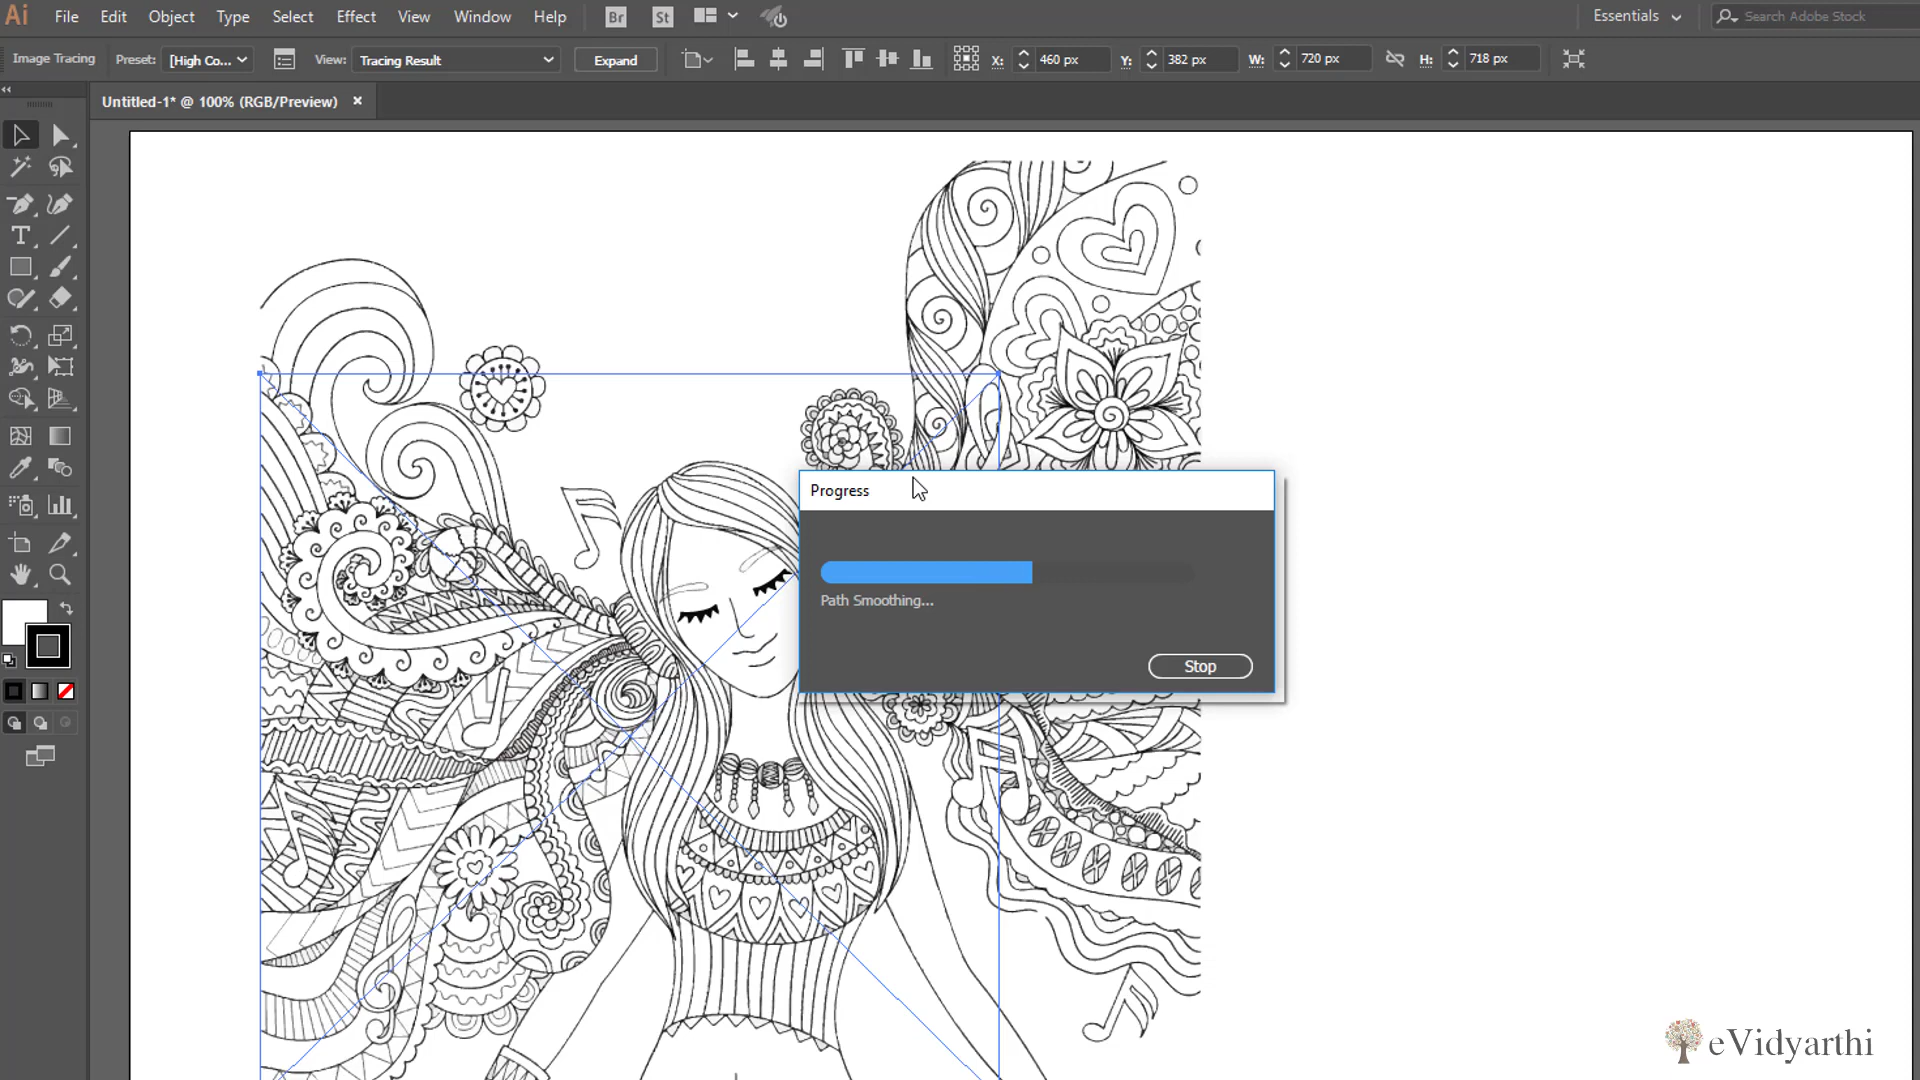 Ai File Edit Object Type Select Effect View Window Help Br St Essentials Search Adobe Stock
Image Tracing Preset: [High Co... View: Tracing Result Expand X: 460 px Y: 382 px W: 720 px H: 718 px
Untitled-1* @ 100% (RGB/Preview) ×
Progress
Path Smoothing...
Stop
eVidyarthi